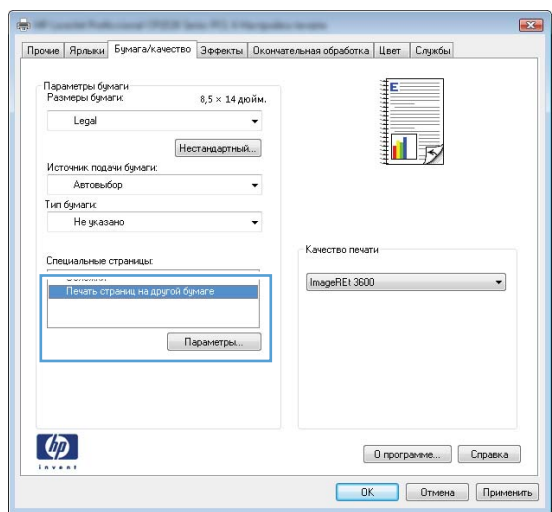 Прочие Ярлыки Бумага/качество Эффекты Окончательная обработка Цвет Службы
Параметры бумаги
Размеры бумаги: 8,5 × 14 дюйм.
Legal
Нестандартный...
Источник подачи бумаги:
Автовыбор
Тип бумаги:
Не указано
Специальные страницы:
Печать страниц на другой бумаге
Параметры...
E
Качество печати
ImageREt 3600
hp
invent
О программе... Справка
OK Отмена Применить